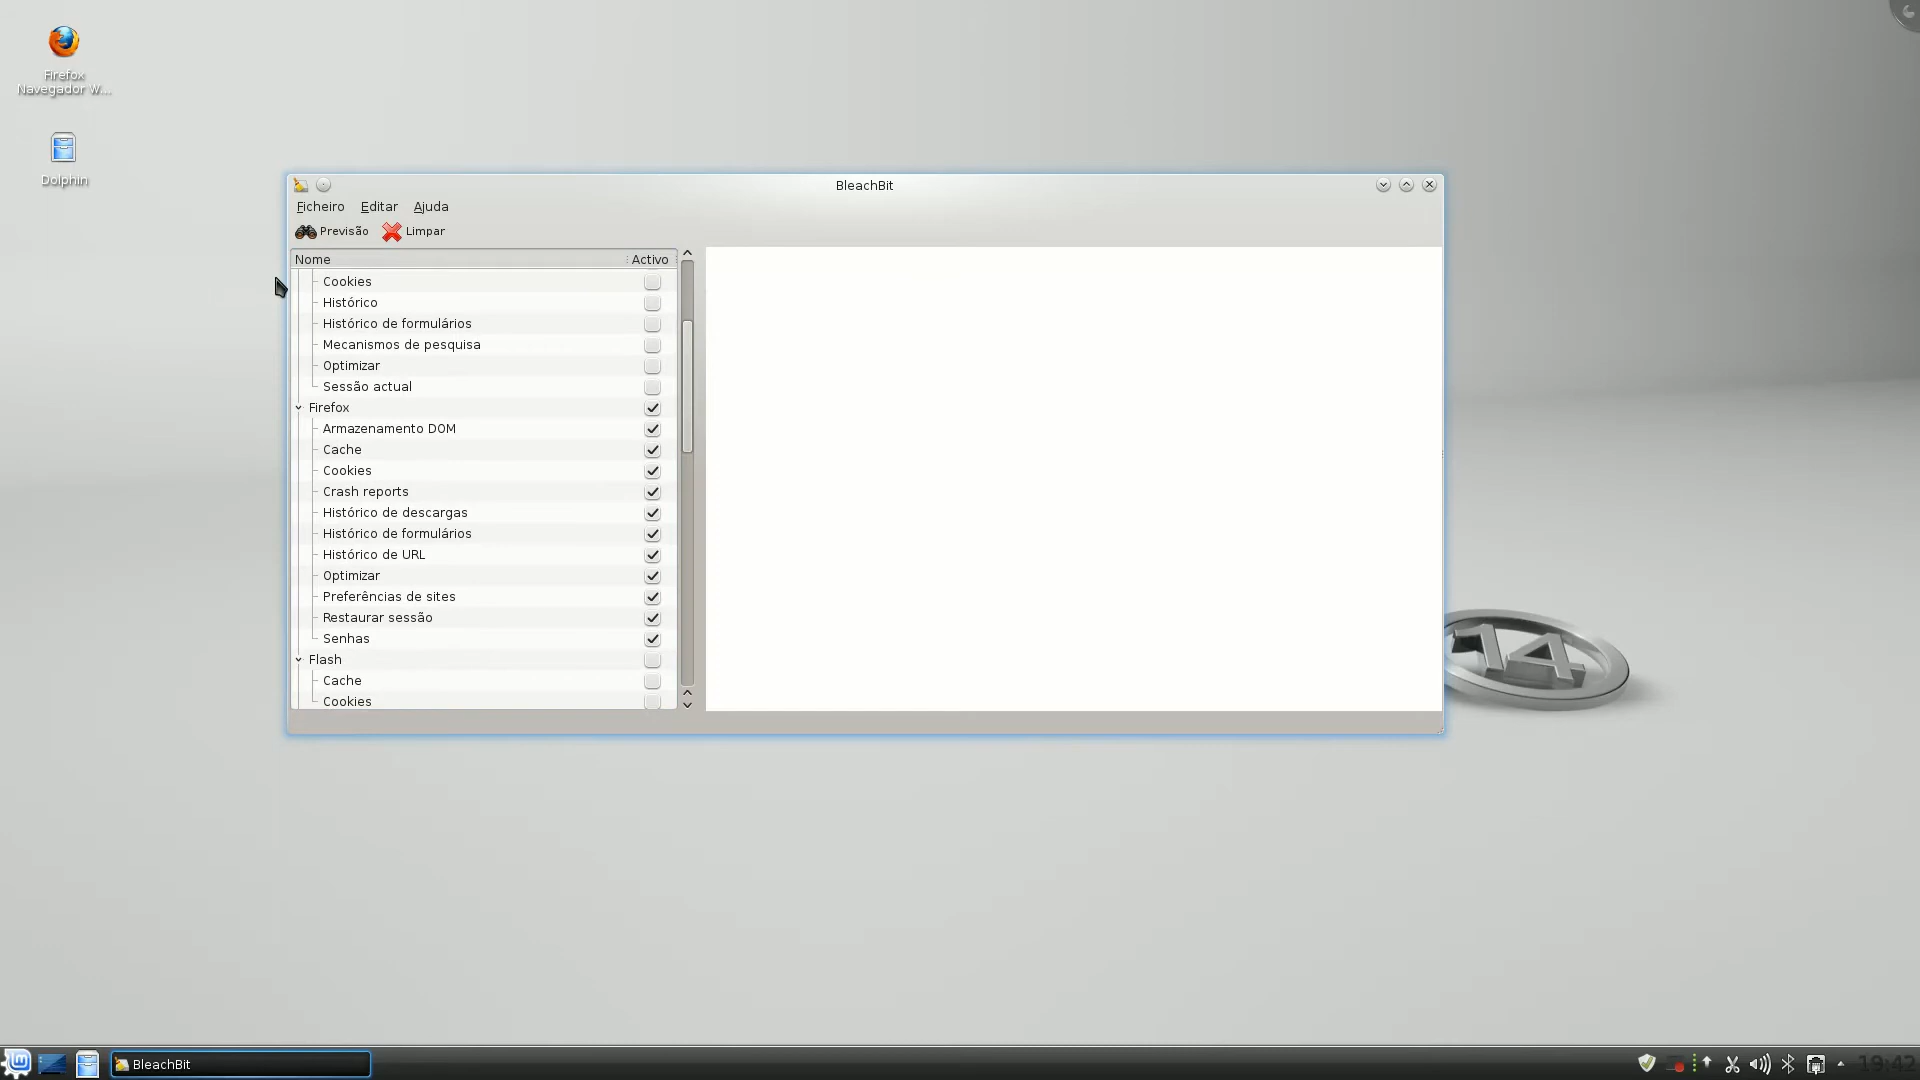 Firefox
Navegador W...
Dolphin
BleachBit
Ficheiro Editar Ajuda
Previsão Limpar
Nome Activo
Cookies
Histórico
Histórico de formulários
Mecanismos de pesquisa
Optimizar
Sessão actual
Firefox
Armazenamento DOM
Cache
Cookies
Crash reports
Histórico de descargas
Histórico de formulários
Histórico de URL
Optimizar
Preferências de sites
Restaurar sessão
Senhas
Flash
Cache
Cookies
14
BleachBit
19:42